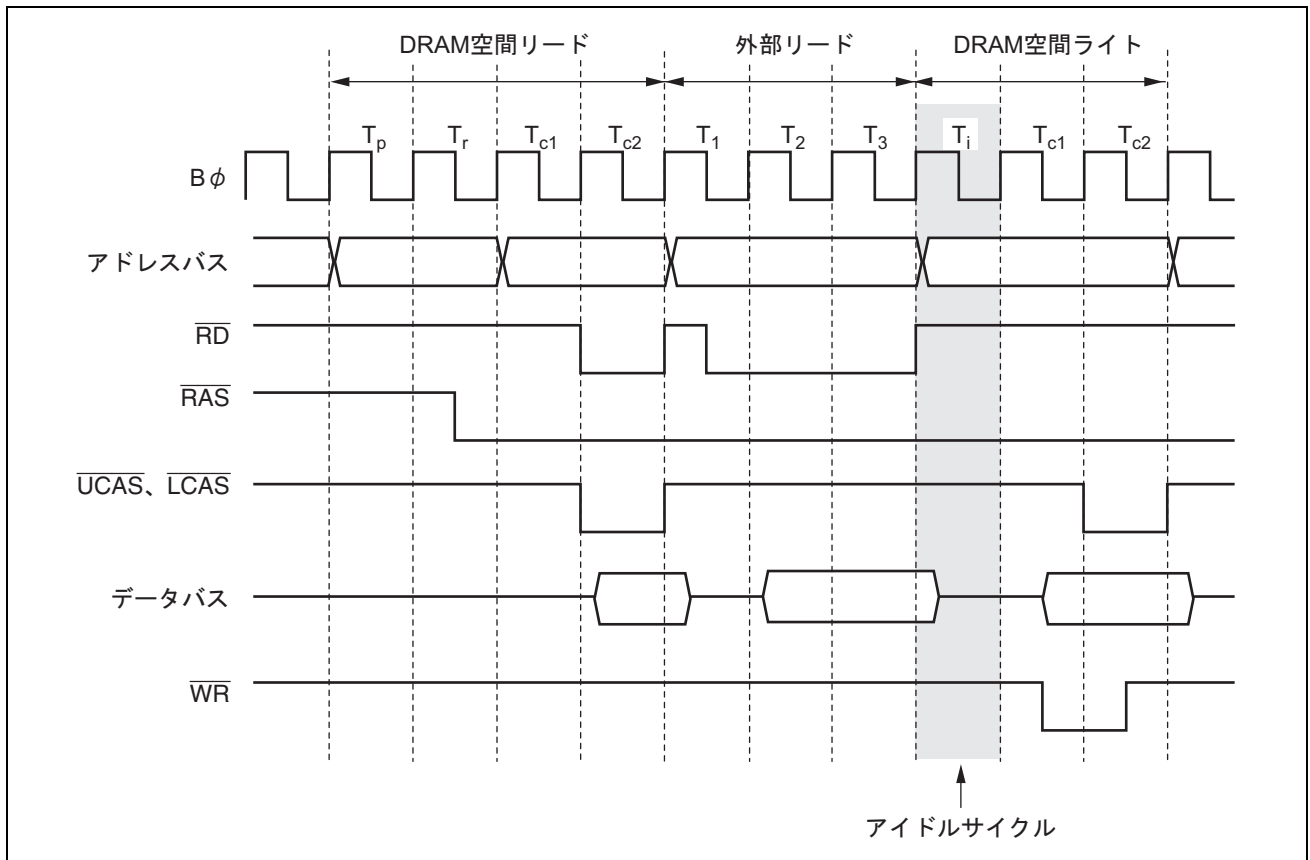 DRAM空間リード 外部リード DRAM空間ライト
Tp Tr Tc1 Tc2 T1 T2 T3 Ti Tc1 Tc2
Bφ
アドレスバス
RD
RAS
UCAS、LCAS
データバス
WR
アイドルサイクル